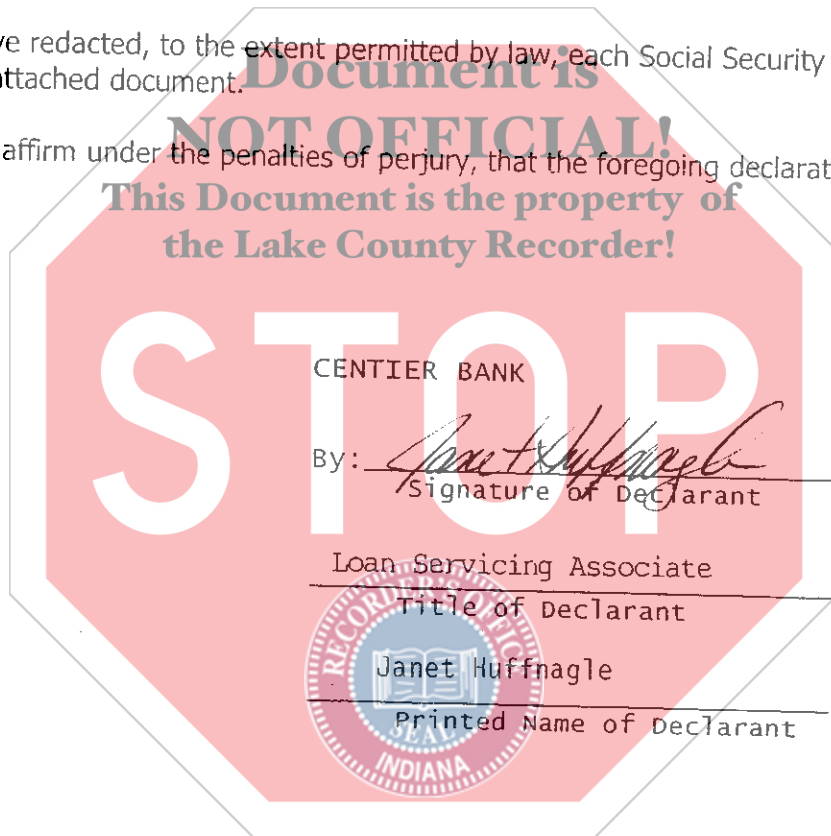 ve redacted, to the extent permitted by law, each Social Security
attached document.
Document is
NOT OFFICIAL!
affirm under the penalties of perjury, that the foregoing declarat
This Document is the property of
the Lake County Recorder!
STOP
CENTIER BANK
By: Janet Huffnagle
Signature of Declarant
Loan Servicing Associate
Title of Declarant
RECORDER'S OFFICE
Janet Huffnagle
Printed Name of Declarant
SEAL
INDIANA